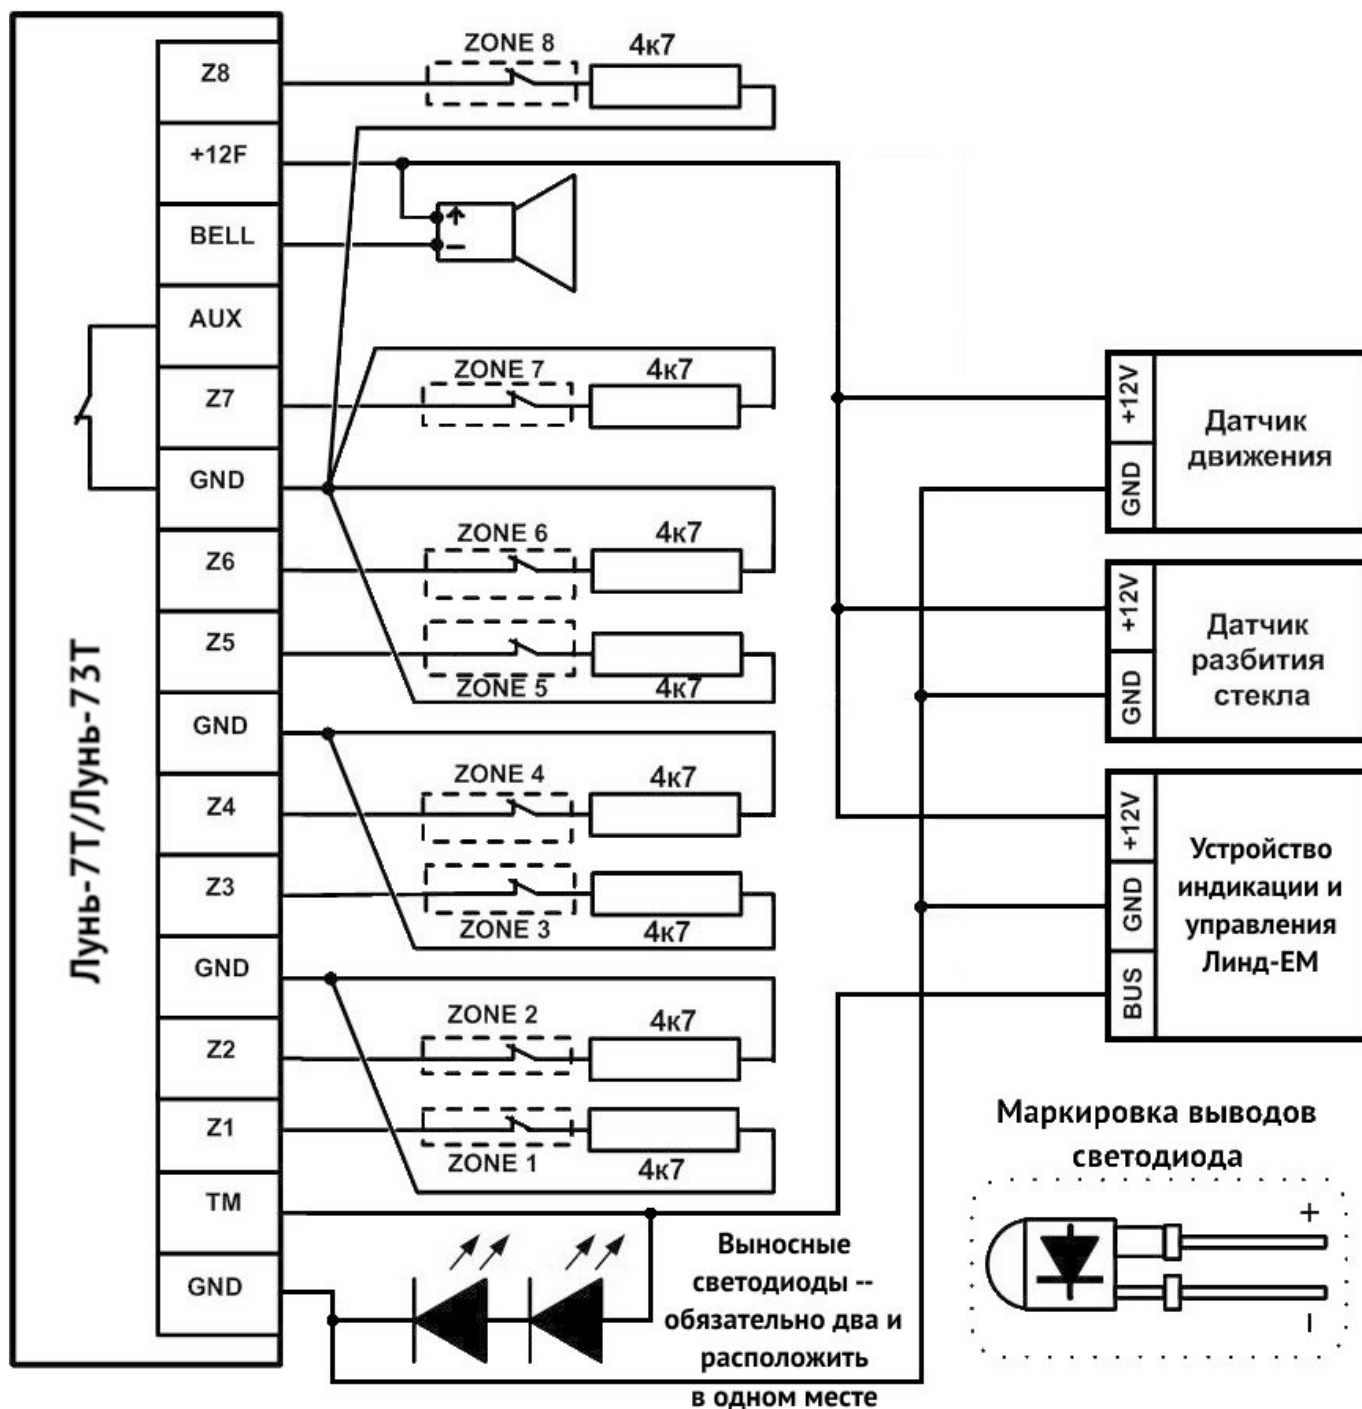 Лунь-7Т/Лунь-73Т
Z8
+12F
BELL
AUX
Z7
GND
Z6
Z5
GND
Z4
Z3
GND
Z2
Z1
TM
GND
ZONE 8
4к7
ZONE 7
4к7
ZONE 6
4к7
ZONE 5
4к7
ZONE 4
4к7
ZONE 3
4к7
ZONE 2
4к7
ZONE 1
4к7
Выносные
светодиоды --
обязательно два и
расположить
в одном месте
+12V
GND
Датчик
движения
+12V
GND
Датчик
разбития
стекла
+12V
GND
BUS
Устройство
индикации и
управления
Линд-ЕМ
Маркировка выводов
светодиода